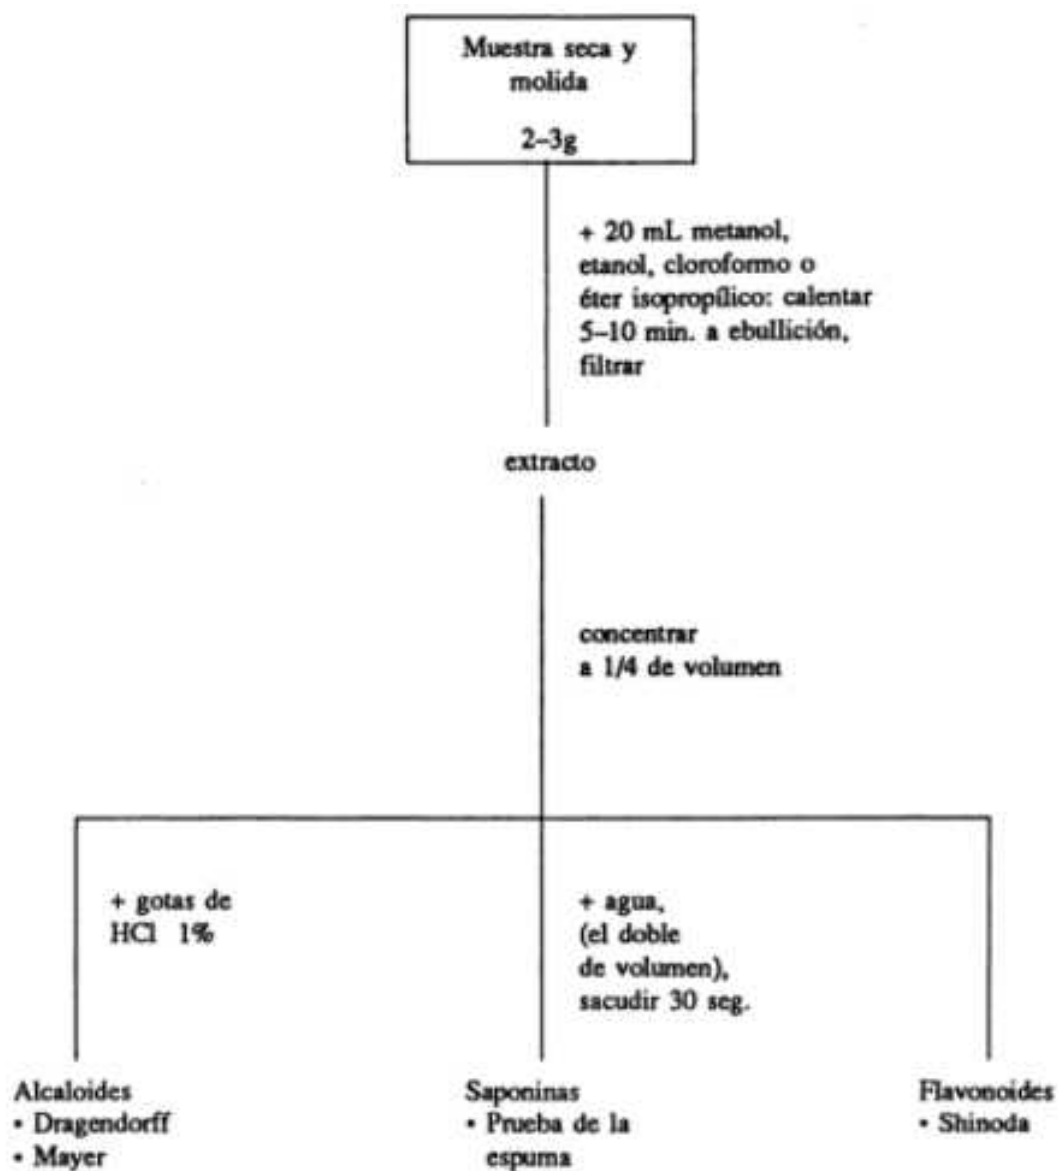 Muestra seca y
molida
2–3g
+ 20 mL metanol,
etanol, cloroformo o
éter isopropílico: calentar
5–10 min. a ebullición,
filtrar
extracto
concentrar
a 1/4 de volumen
+ gotas de
HCl 1%
+ agua,
(el doble
de volumen),
sacudir 30 seg.
Alcaloides
• Dragendorff
• Mayer
Saponinas
• Prueba de la
espuma
Flavonoides
• Shinoda